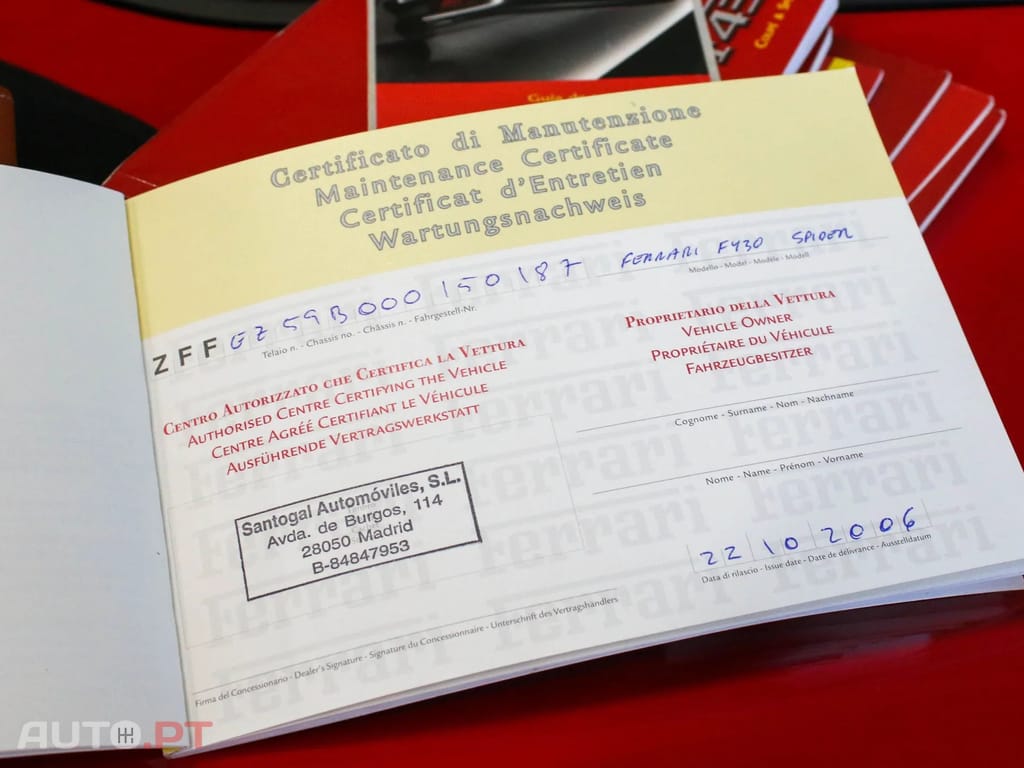 143
Guia de
Certificato di Manutenzione
Maintenance Certificate
Certificat d'Entretien
Wartungsnachweis
ZFF GZ59B000150187
Telaio n. - Chassis no. - Châssis n. - Fahrgestell-Nr.
FERRARI F430 SPIDER
Modello - Model - Modèle - Modell
Centro Autorizzato che Certifica la Vettura
Authorised Centre Certifying the Vehicle
Centre Agréé Certifiant le Véhicule
Ausführende Vertragswerkstatt
Proprietario della Vettura
Vehicle Owner
Propriétaire du Véhicule
Fahrzeugbesitzer
Cognome - Surname - Nom - Nachname
Nome - Name - Prénom - Vorname
Santogal Automóviles, S.L.
Avda. de Burgos, 114
28050 Madrid
B-84847953
22 10 2006
Data di rilascio - Issue date - Date de délivrance - Ausstelldatum
Firma del Concessionario - Dealer's Signature - Signature du Concessionnaire - Unterschrift des Vertragshändlers
AUTO.PT